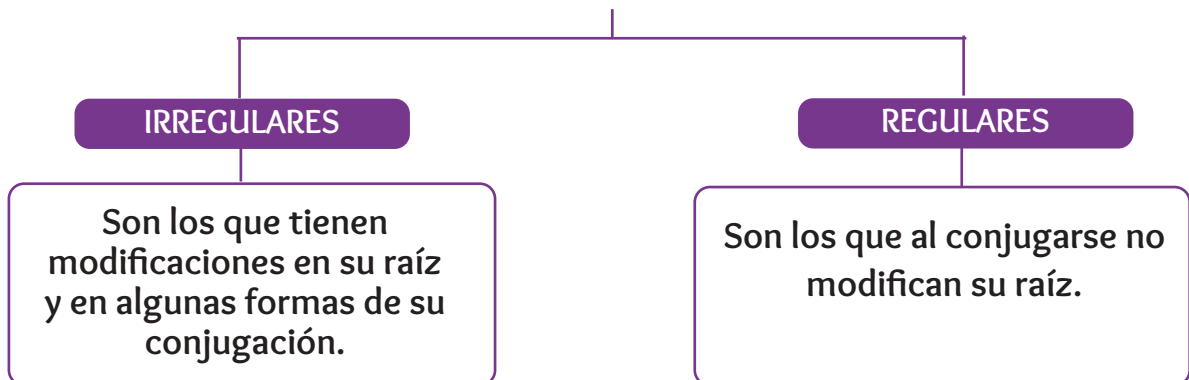 IRREGULARES
Son los que tienen
modificaciones en su raíz
y en algunas formas de su
conjugación.
REGULARES
Son los que al conjugarse no
modifican su raíz.